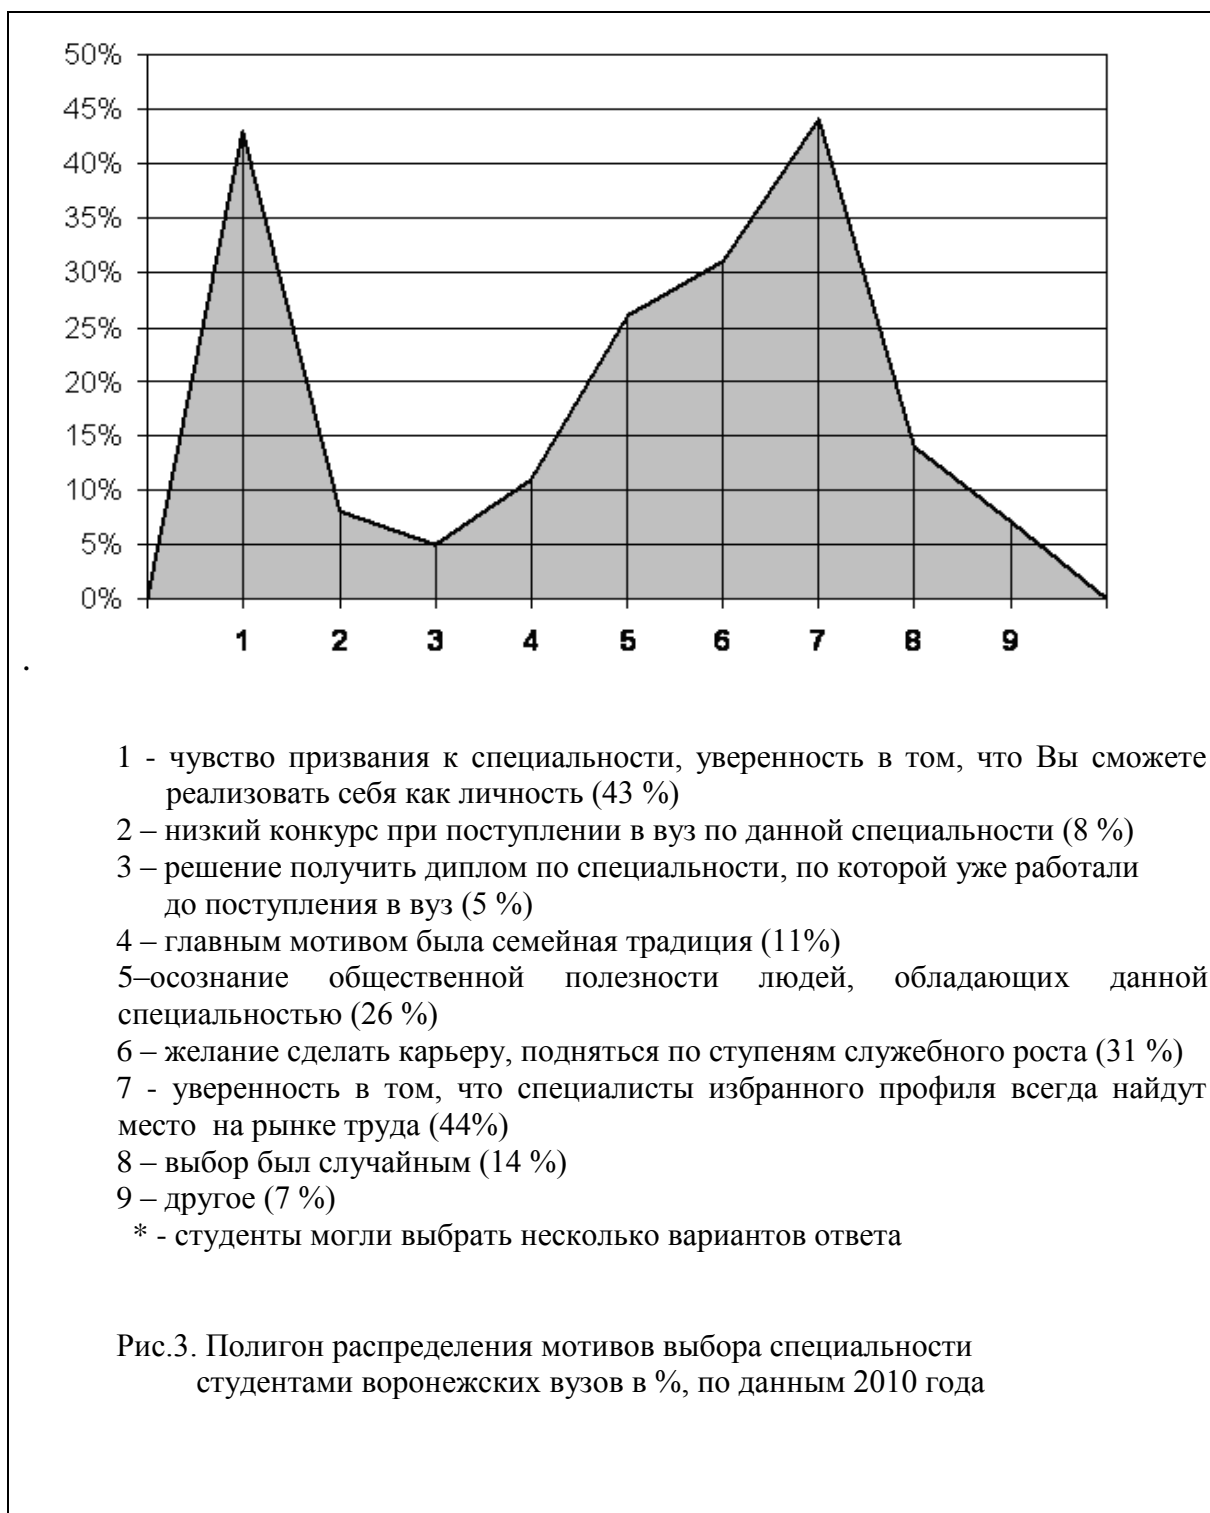 50%
45%
40%
35%
30%
25%
20%
15%
10%
5%
0%
1 2 3 4 5 6 7 8 9
.
1 - чувство призвания к специальности, уверенность в том, что Вы сможете
реализовать себя как личность (43 %)
2 – низкий конкурс при поступлении в вуз по данной специальности (8 %)
3 – решение получить диплом по специальности, по которой уже работали
до поступления в вуз (5 %)
4 – главным мотивом была семейная традиция (11%)
5–осознание общественной полезности людей, обладающих данной
специальностью (26 %)
6 – желание сделать карьеру, подняться по ступеням служебного роста (31 %)
7 - уверенность в том, что специалисты избранного профиля всегда найдут
место на рынке труда (44%)
8 – выбор был случайным (14 %)
9 – другое (7 %)
* - студенты могли выбрать несколько вариантов ответа
Рис.3. Полигон распределения мотивов выбора специальности
студентами воронежских вузов в %, по данным 2010 года